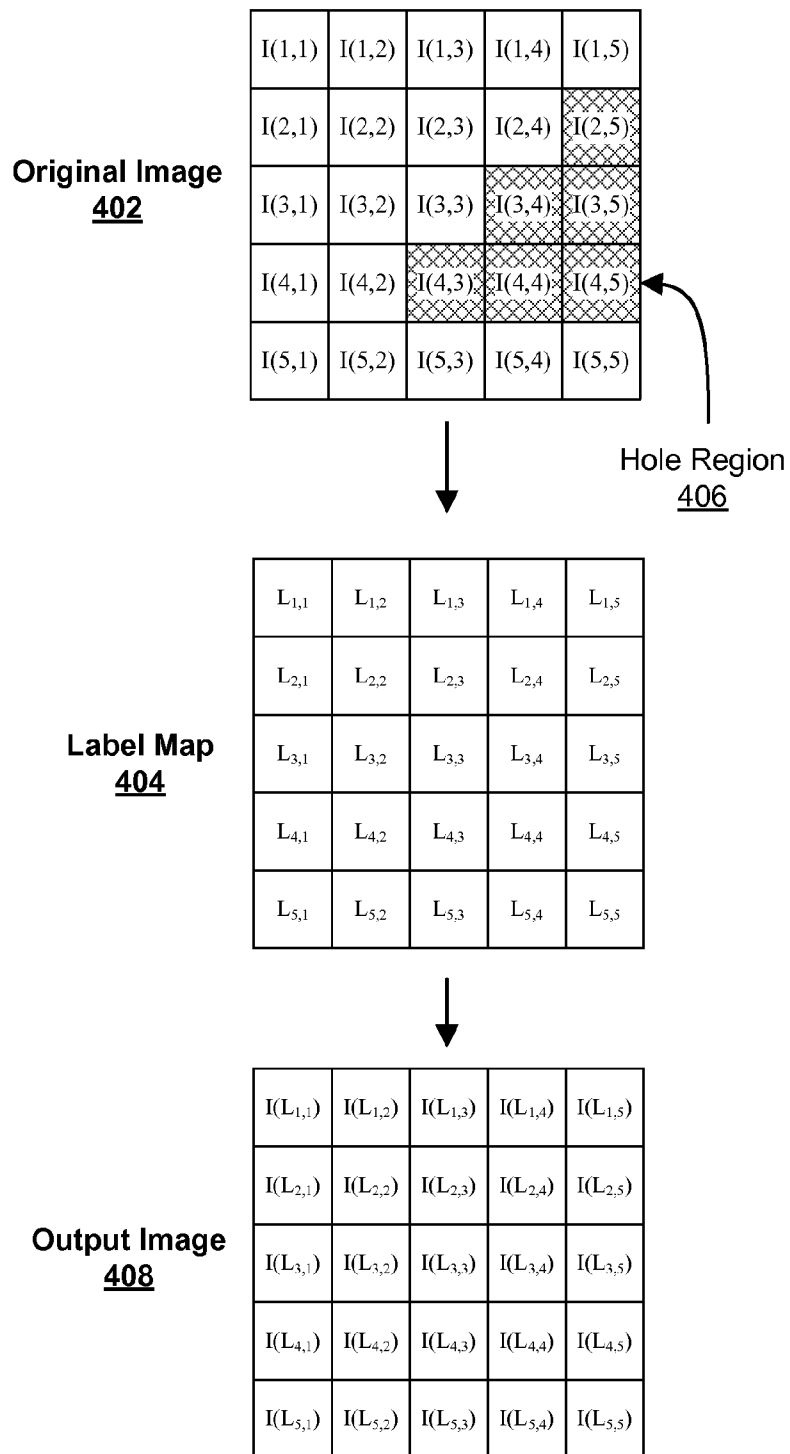 I(1,1) I(1,2) I(1,3) I(1,4) I(1,5)
I(2,1) I(2,2) I(2,3) I(2,4) I(2,5)
Original Image
402
I(3,1) I(3,2) I(3,3) I(3,4) I(3,5)
I(4,1) I(4,2) I(4,3) I(4,4) I(4,5)
I(5,1) I(5,2) I(5,3) I(5,4) I(5,5)
Hole Region
406
L1,1 L1,2 L1,3 L1,4 L1,5
L2,1 L2,2 L2,3 L2,4 L2,5
Label Map
404
L3,1 L3,2 L3,3 L3,4 L3,5
L4,1 L4,2 L4,3 L4,4 L4,5
L5,1 L5,2 L5,3 L5,4 L5,5
I(L1,1) I(L1,2) I(L1,3) I(L1,4) I(L1,5)
I(L2,1) I(L2,2) I(L2,3) I(L2,4) I(L2,5)
Output Image
408
I(L3,1) I(L3,2) I(L3,3) I(L3,4) I(L3,5)
I(L4,1) I(L4,2) I(L4,3) I(L4,4) I(L4,5)
I(L5,1) I(L5,2) I(L5,3) I(L5,4) I(L5,5)